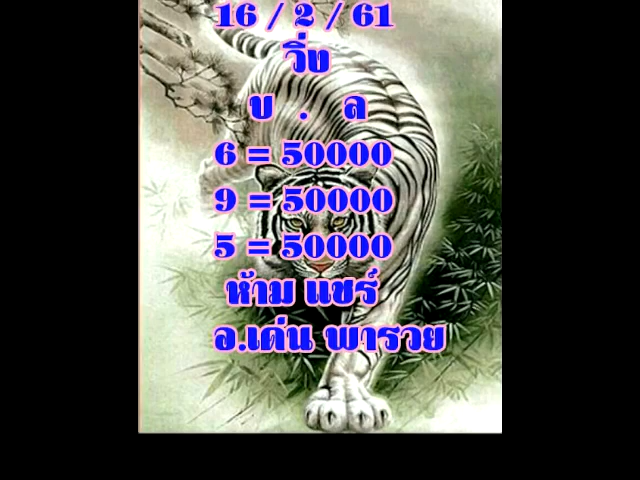 16 / 2 / 61
วิ่ง
บ . ล
6 = 50000
9 = 50000
5 = 50000
ห้าม แชร์
อ.เด่น พารวย